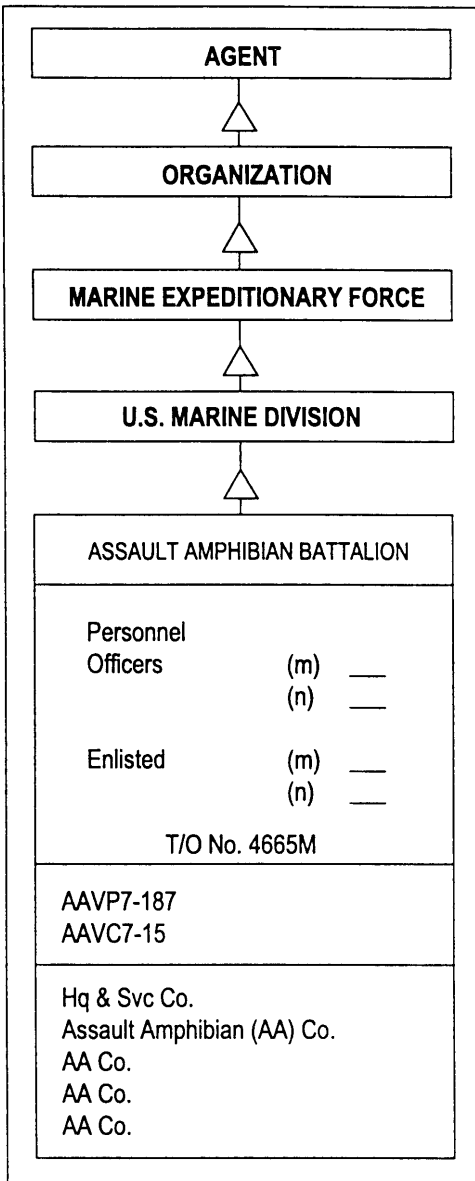 AGENT
ORGANIZATION
MARINE EXPEDITIONARY FORCE
U.S. MARINE DIVISION
ASSAULT AMPHIBIAN BATTALION
Personnel
Officers (m) ___
(n) ___
Enlisted (m) ___
(n) ___
T/O No. 4665M
AAVP7-187
AAVC7-15
Hq & Svc Co.
Assault Amphibian (AA) Co.
AA Co.
AA Co.
AA Co.